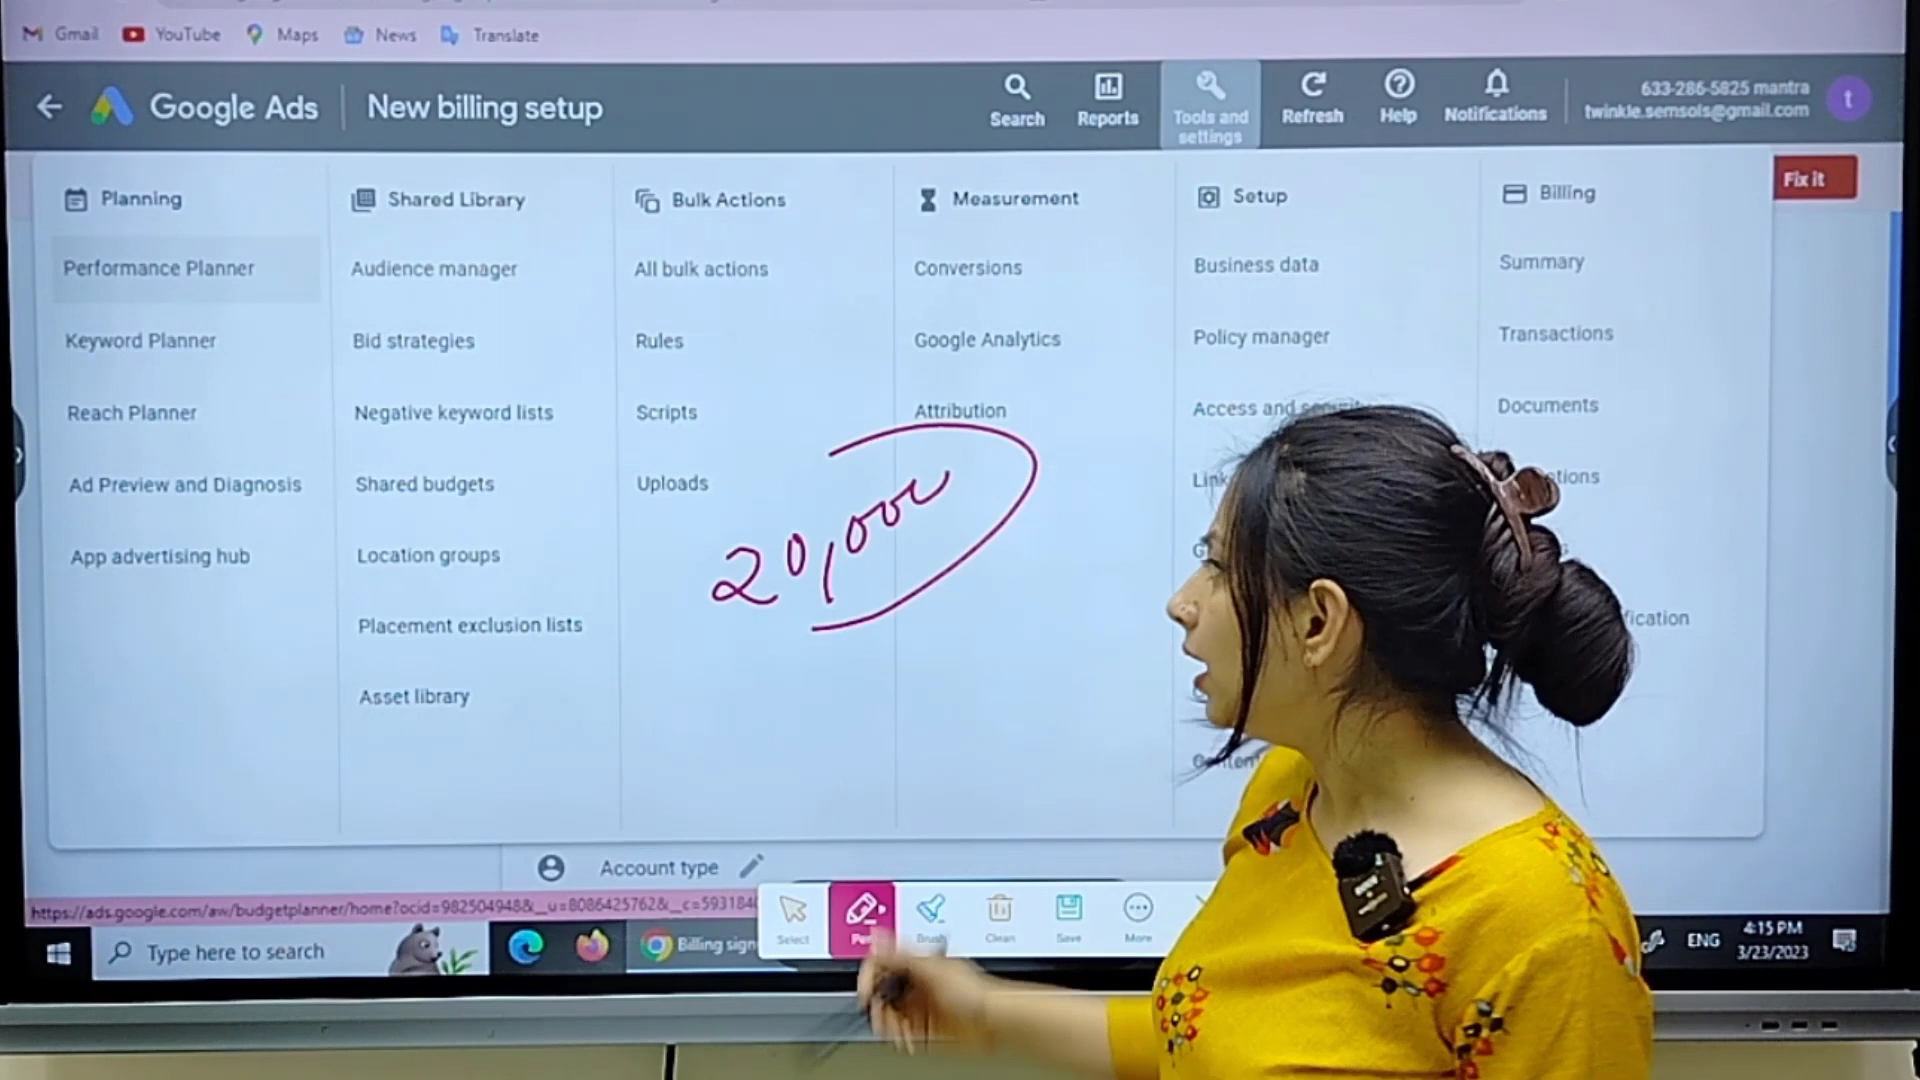 Gmail YouTube Maps News Translate
Google Ads New billing setup
Search Reports Tools and settings Refresh Help Notifications
633-286-5825 mantra
twinkle.semsols@gmail.com
t
Fix it
Planning
Performance Planner
Keyword Planner
Reach Planner
Ad Preview and Diagnosis
App advertising hub
Shared Library
Audience manager
Bid strategies
Negative keyword lists
Shared budgets
Location groups
Placement exclusion lists
Asset library
Bulk Actions
All bulk actions
Rules
Scripts
Uploads
Measurement
Conversions
Google Analytics
Attribution
20,000
Setup
Business data
Policy manager
Access and
Billing
Summary
Transactions
Documents
Account type
Select Brush Clean Save More
Type here to search
Billing
ENG
4:15 PM
3/23/2023